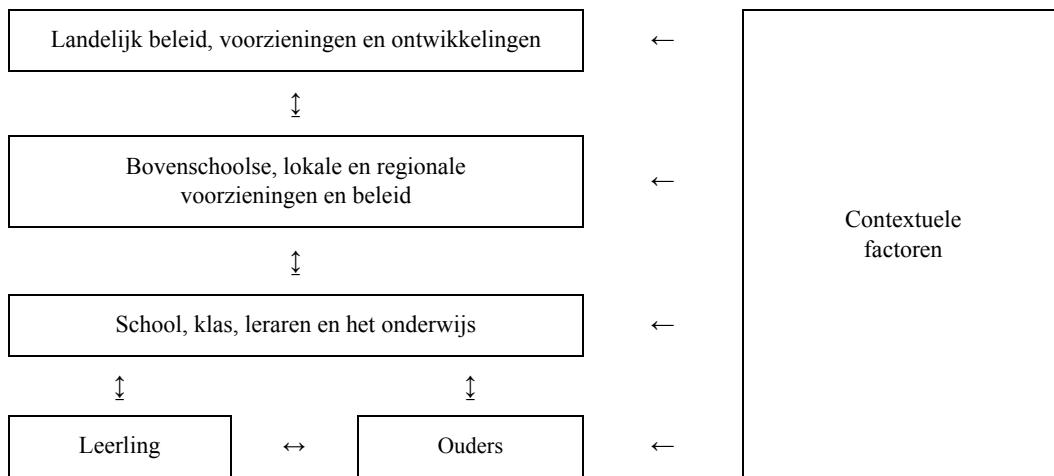 Landelijk beleid, voorzieningen en ontwikkelingen
←
↕
Bovenschoolse, lokale en regionale
voorzieningen en beleid
←
Contextuele
factoren
↕
School, klas, leraren en het onderwijs
←
↕
↕
Leerling
↔
Ouders
←